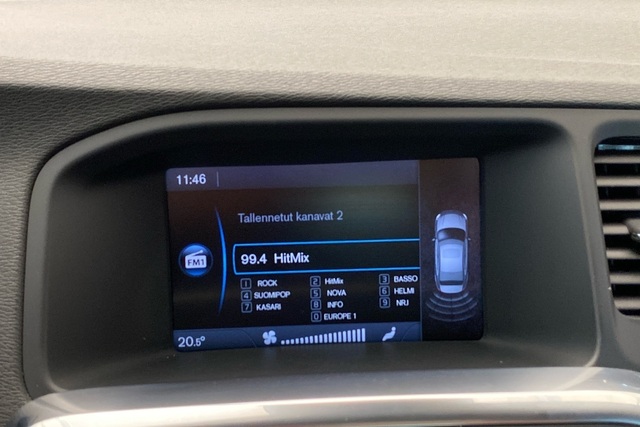 11:46
Tallennetut kanavat 2
FM1
99.4 HitMix
1 ROCK 2 HitMix 3 BASSO
4 SUOMIPOP 5 NOVA 6 HELMI
7 KASARI 8 INFO 9 NRJ
0 EUROPE 1
20.5°